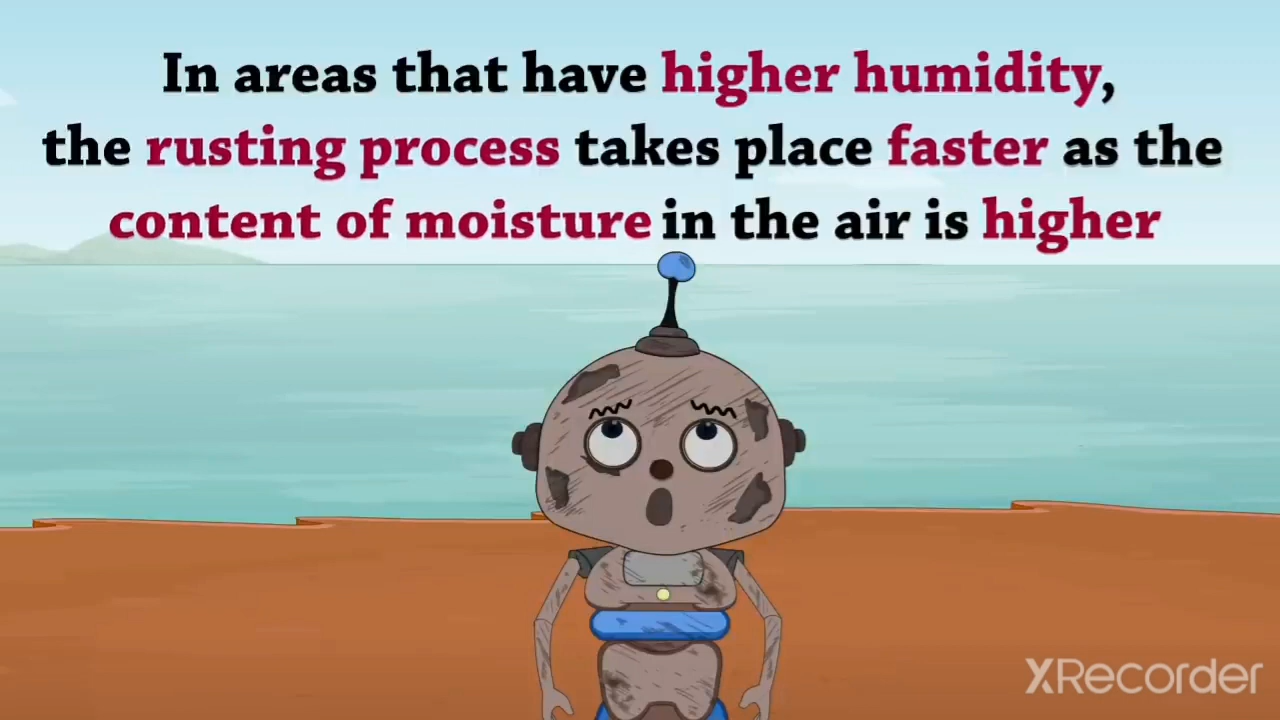 In areas that have higher humidity,
the rusting process takes place faster as the
content of moisture in the air is higher
XRecorder